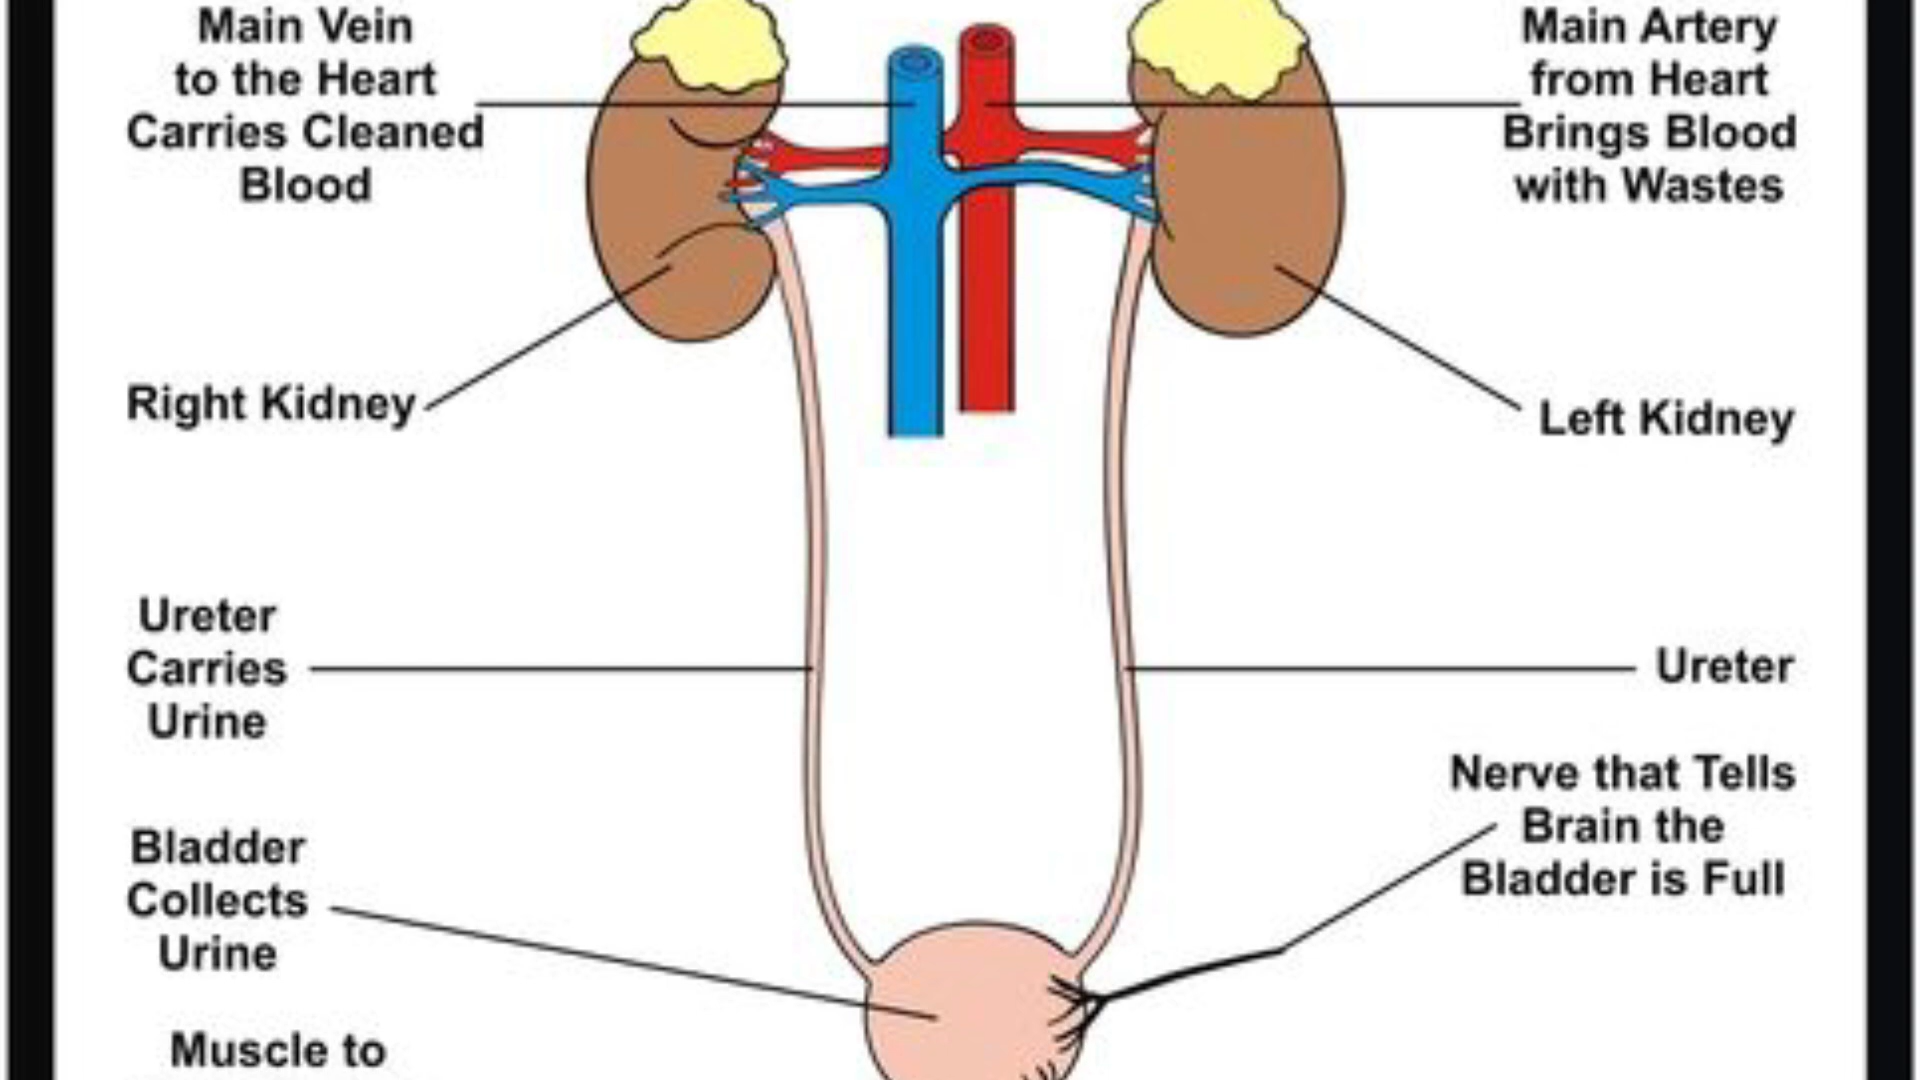 Main Vein
to the Heart
Carries Cleaned
Blood
Main Artery
from Heart
Brings Blood
with Wastes
Right Kidney
Left Kidney
Ureter
Carries
Urine
Ureter
Nerve that Tells
Brain the
Bladder is Full
Bladder
Collects
Urine
Muscle to